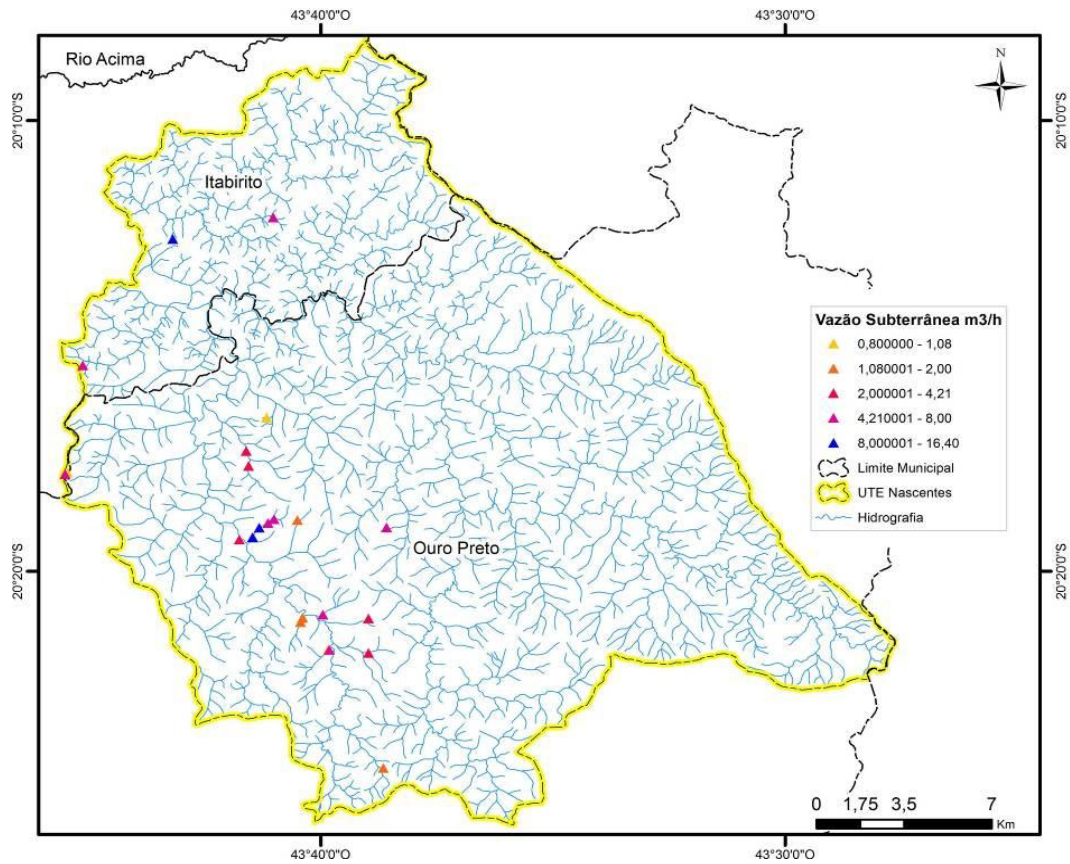 43°40'0"O
43°30'0"O
Rio Acima
N
20°10'0"S
20°10'0"S
Itabirito
Vazão Subterrânea m3/h
0,800000 - 1,08
1,080001 - 2,00
2,000001 - 4,21
4,210001 - 8,00
8,000001 - 16,40
Limite Municipal
UTE Nascentes
Hidrografia
Ouro Preto
20°20'0"S
20°20'0"S
0 1,75 3,5 7
Km
43°40'0"O
43°30'0"O